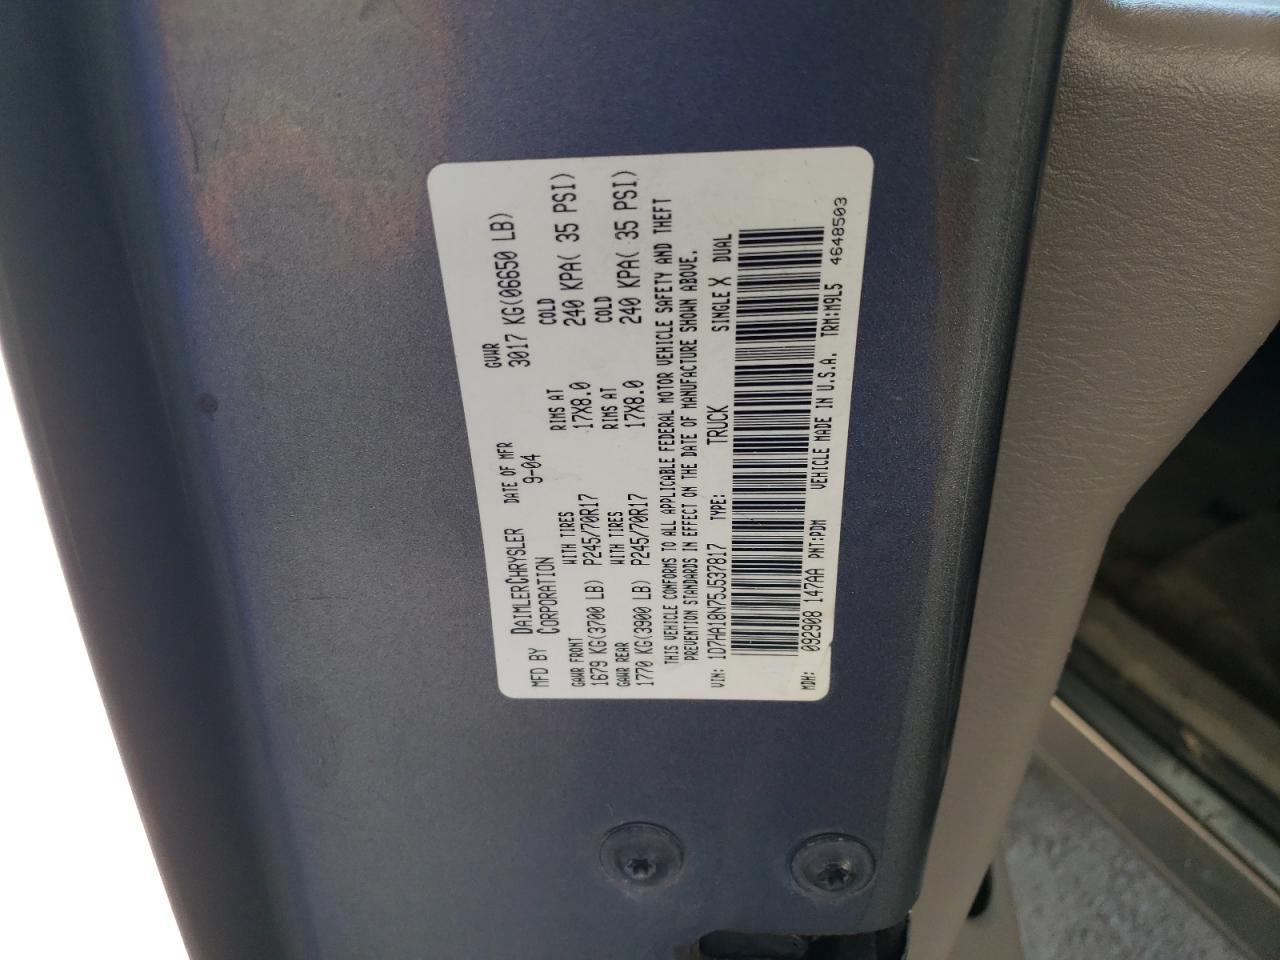 MFD BY DAIMLERCHRYSLER CORPORATION DATE OF MFR 9-04 GVWR 3017 KG(06650 LB)
GAWR FRONT WITH TIRES RIMS AT COLD
1679 KG(3700 LB) P245/70R17 17X8.0 240 KPA( 35 PSI)
GAWR REAR WITH TIRES RIMS AT COLD
1770 KG(3900 LB) P245/70R17 17X8.0 240 KPA( 35 PSI)
THIS VEHICLE CONFORMS TO ALL APPLICABLE FEDERAL MOTOR VEHICLE SAFETY AND THEFT
PREVENTION STANDARDS IN EFFECT ON THE DATE OF MANUFACTURE SHOWN ABOVE.
VIN: 1D7HA18N75J537817 TYPE: TRUCK SINGLE X DUAL
MDH: 092908 147AA PNT:PDM VEHICLE MADE IN U.S.A. TRM:M9L5 4648503